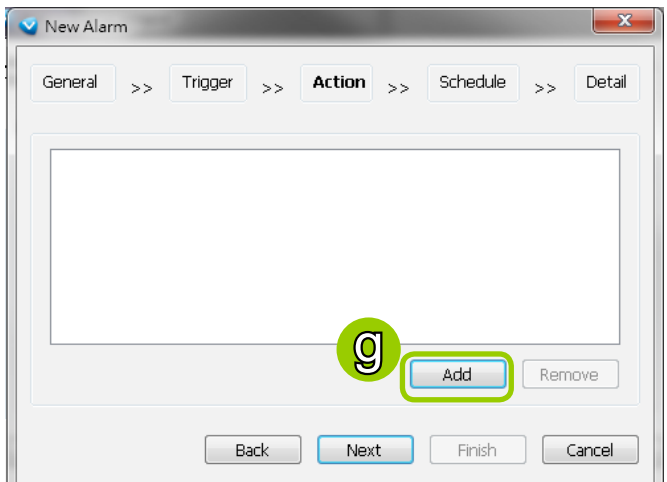 New Alarm
General >> Trigger >> Action >> Schedule >> Detail
g
Add Remove
Back Next Finish Cancel